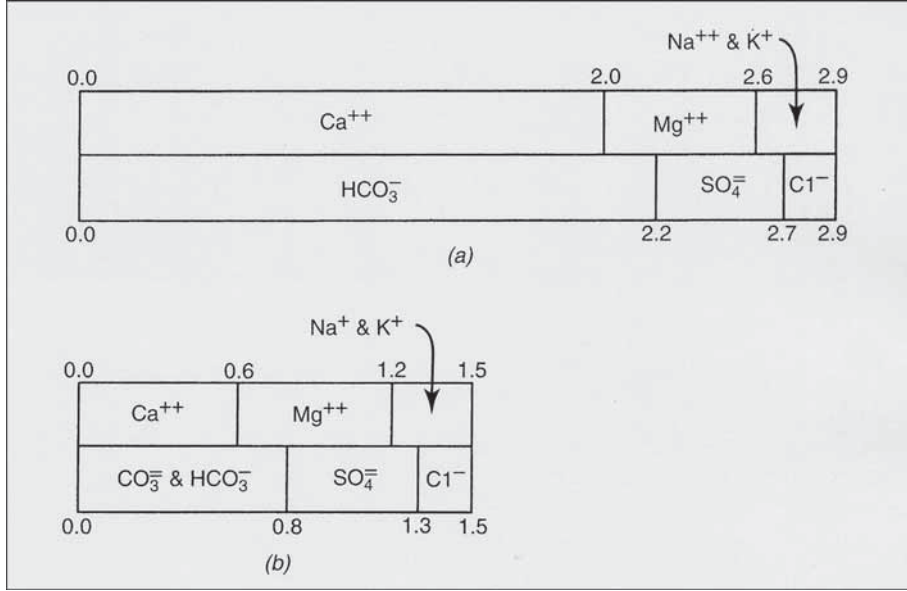 Na++ & K+
0.0 2.0 2.6 2.9
Ca++ Mg++
HCO3− SO4= C1−
0.0 2.2 2.7 2.9
(a)
Na+ & K+
0.0 0.6 1.2 1.5
Ca++ Mg++
CO3= & HCO3− SO4= C1−
0.0 0.8 1.3 1.5
(b)